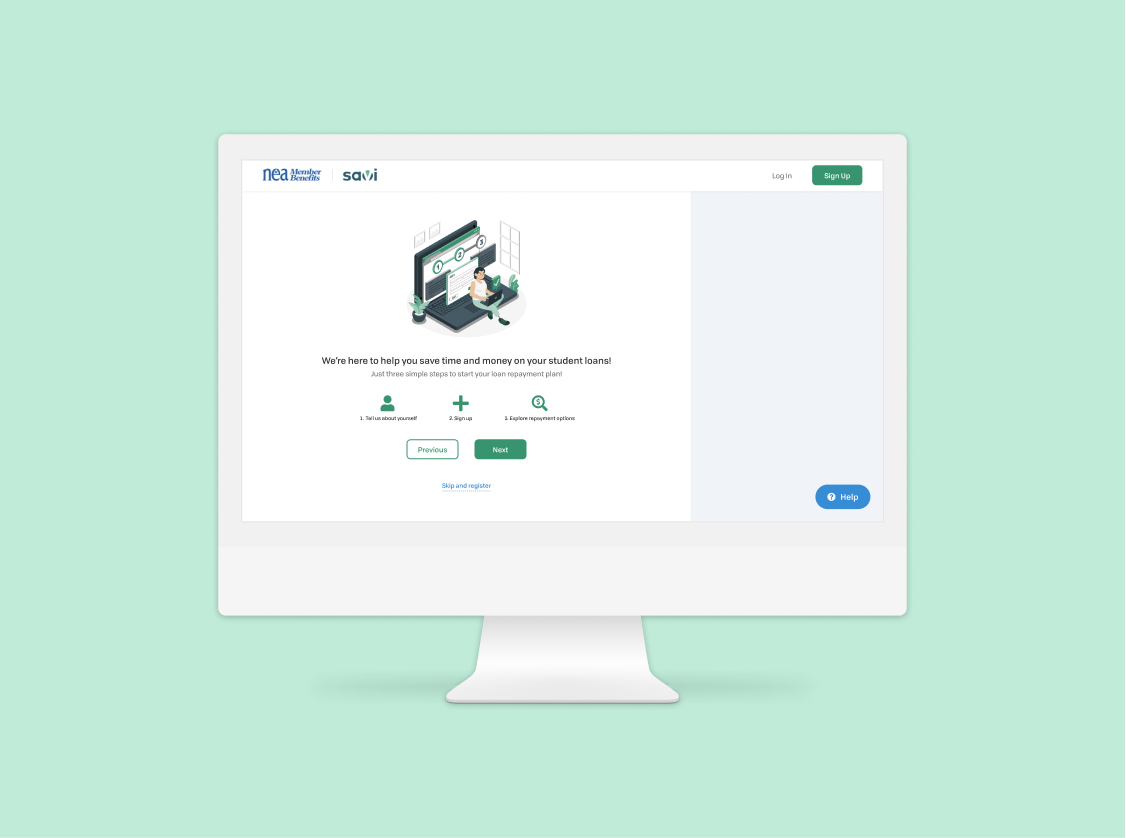 nea Member Benefits
savi
Log In
Sign Up
1
2
3
We're here to help you save time and money on your student loans!
Just three simple steps to start your loan repayment plan!
1. Tell us about yourself
2. Sign up
3. Explore repayment options
Previous
Next
Skip and register
Help